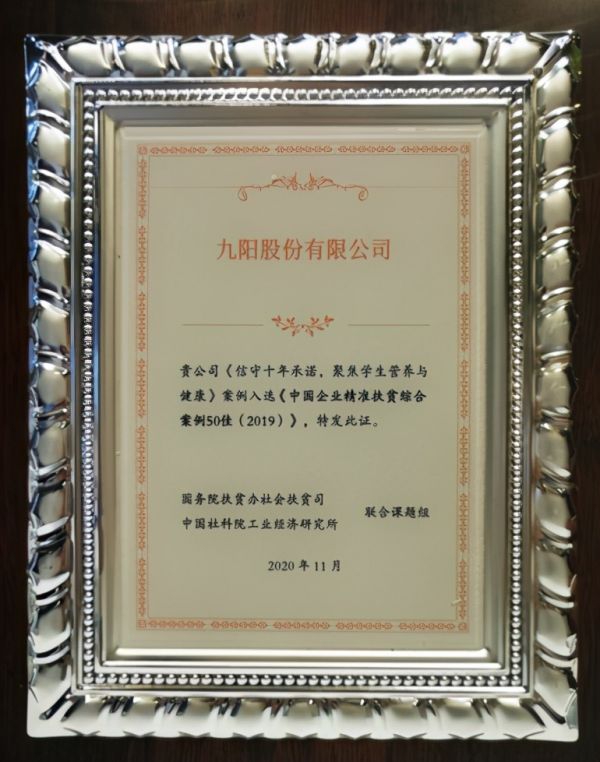 九阳股份有限公司
贵公司《信守十年承诺，聚焦学生营养与
健康》案例入选《中国企业精准扶贫综合
案例50佳（2019）》，特发此证。
国务院扶贫办社会扶贫司
中国社科院工业经济研究所
联合课题组
2020年11月